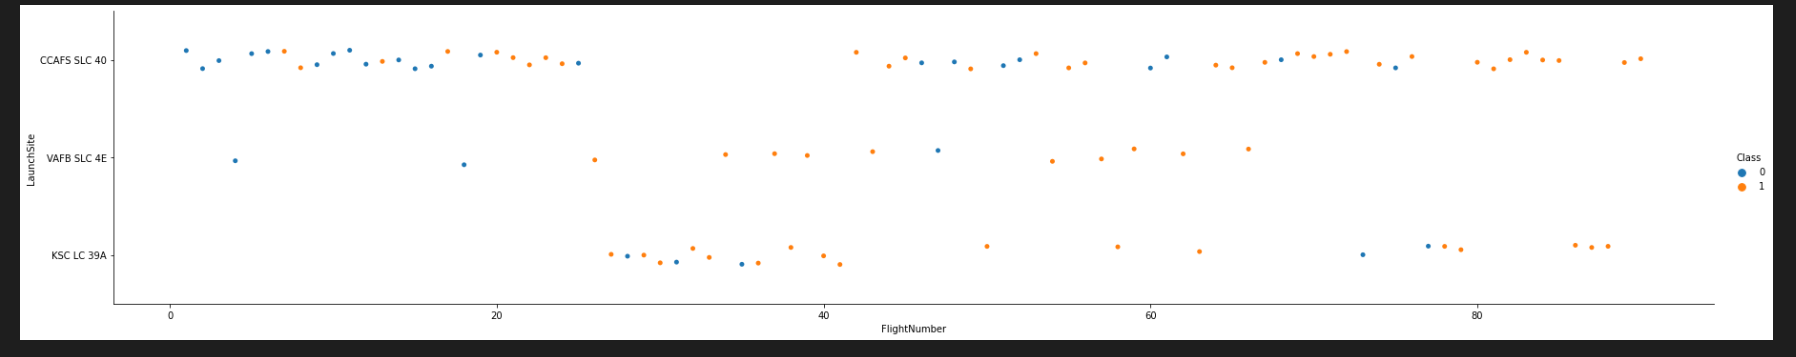 CCAFS SLC 40
VAFB SLC 4E
KSC LC 39A
LaunchSite
0 20 40 60 80
FlightNumber
Class
0
1